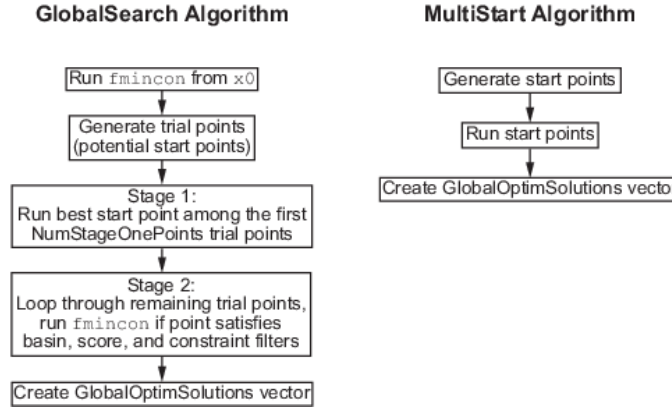 GlobalSearch Algorithm
Run fmincon from x0
Generate trial points
(potential start points)
Stage 1:
Run best start point among the first
NumStageOnePoints trial points
Stage 2:
Loop through remaining trial points,
run fmincon if point satisfies
basin, score, and constraint filters
Create GlobalOptimSolutions vector
MultiStart Algorithm
Generate start points
Run start points
Create GlobalOptimSolutions vecto